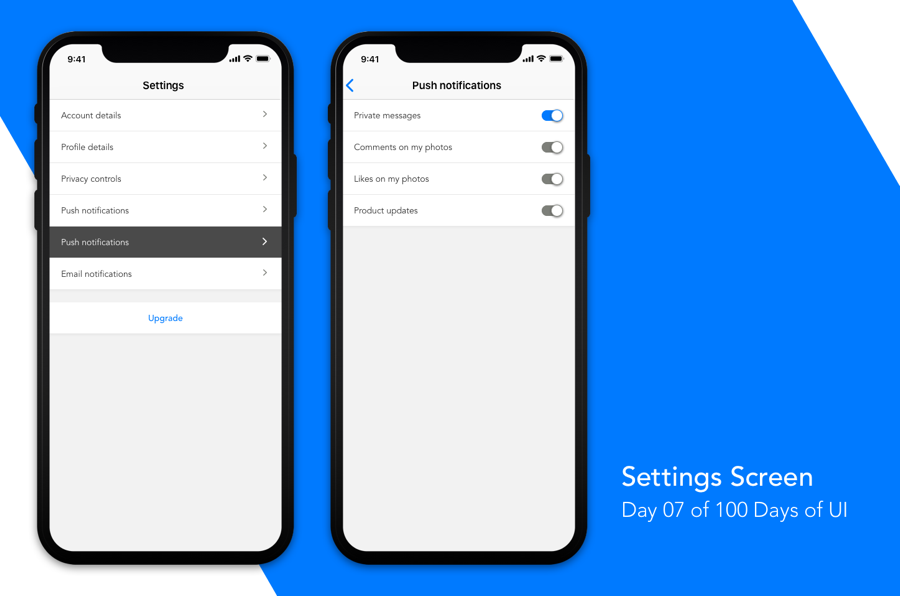 9:41
Settings
Account details
Profile details
Privacy controls
Push notifications
Push notifications
Email notifications
Upgrade
9:41
Push notifications
Private messages
Comments on my photos
Likes on my photos
Product updates
Settings Screen
Day 07 of 100 Days of UI